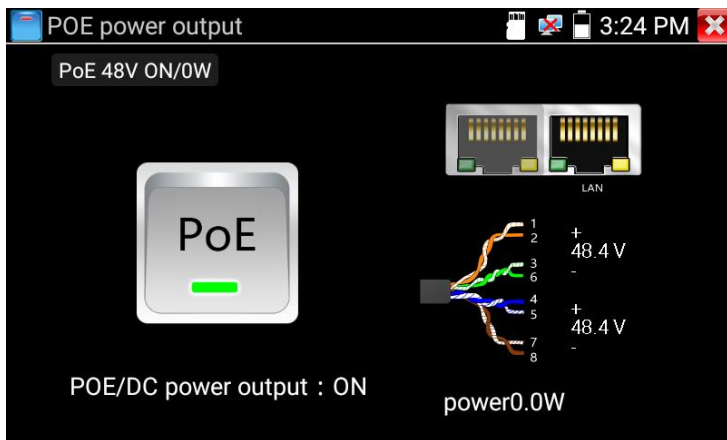 POE power output
3:24 PM
PoE 48V ON/0W
LAN
PoE
1
2
+
48.4 V
3
6
-
4
5
+
48.4 V
7
8
-
POE/DC power output : ON
power0.0W